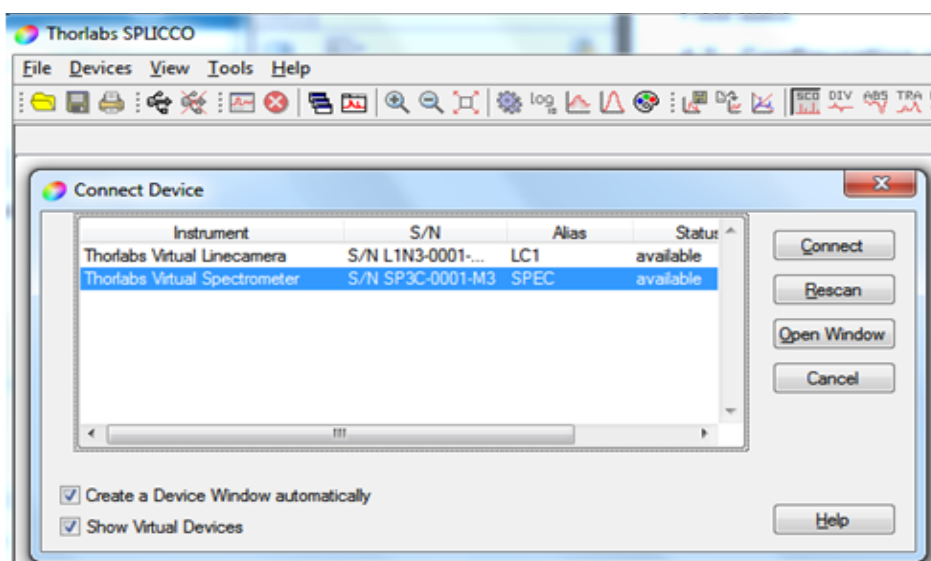 Thorlabs SPLICCO
File Devices View Tools Help
log 10 SCO DIV ABS TRA
Connect Device
Instrument S/N Alias Status
Thorlabs Virtual Linecamera S/N L1N3-0001-... LC1 available
Thorlabs Virtual Spectrometer S/N SP3C-0001-M3 SPEC available
Connect
Rescan
Open Window
Cancel
Create a Device Window automatically
Show Virtual Devices
Help